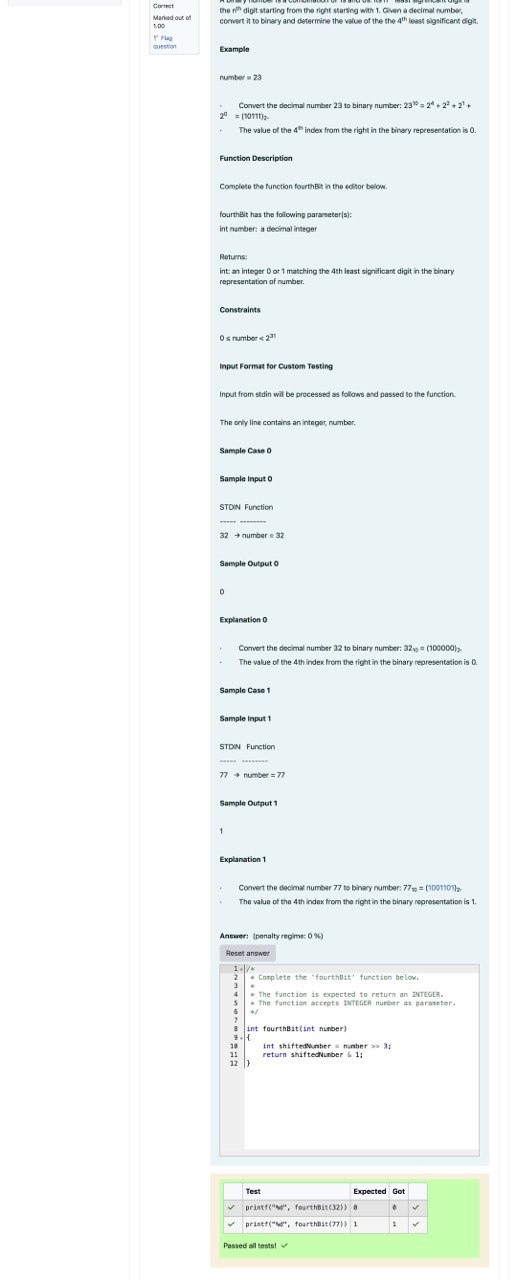 Correct
Marked out of
1.00
Flag
question
the nth digit starting from the right starting with 1. Given a decimal number,
convert it to binary and determine the value of the the 4th least significant digit.
Example
number = 23
· Convert the decimal number 23 to binary number: 23¹⁰ = 2⁴ + 2² + 2¹ +
2⁰ = (10111)₂.
· The value of the 4th index from the right in the binary representation is 0.
Function Description
Complete the function fourthBit in the editor below.
fourthBit has the following parameter(s):
int number: a decimal integer
Returns:
int: an integer 0 or 1 matching the 4th least significant digit in the binary
representation of number.
Constraints
0 ≤ number < 2³¹
Input Format for Custom Testing
Input from stdin will be processed as follows and passed to the function.
The only line contains an integer, number.
Sample Case 0
Sample Input 0
STDIN Function
----- --------
32 → number = 32
Sample Output 0
0
Explanation 0
· Convert the decimal number 32 to binary number: 32₁₀ = (100000)₂.
· The value of the 4th index from the right in the binary representation is 0.
Sample Case 1
Sample Input 1
STDIN Function
----- --------
77 → number = 77
Sample Output 1
1
Explanation 1
· Convert the decimal number 77 to binary number: 77₁₀ = (1001101)₂.
· The value of the 4th index from the right in the binary representation is 1.
Answer: (penalty regime: 0 %)
Reset answer
1 /*
2 * Complete the 'fourthBit' function below.
3 *
4 * The function is expected to return an INTEGER.
5 * The function accepts INTEGER number as parameter.
6 */
7
8 int fourthBit(int number)
9 {
10 int shiftedNumber = number >> 3;
11 return shiftedNumber & 1;
12 }
Test Expected Got
printf("%d", fourthBit(32)) 0 0
printf("%d", fourthBit(77)) 1 1
Passed all tests!